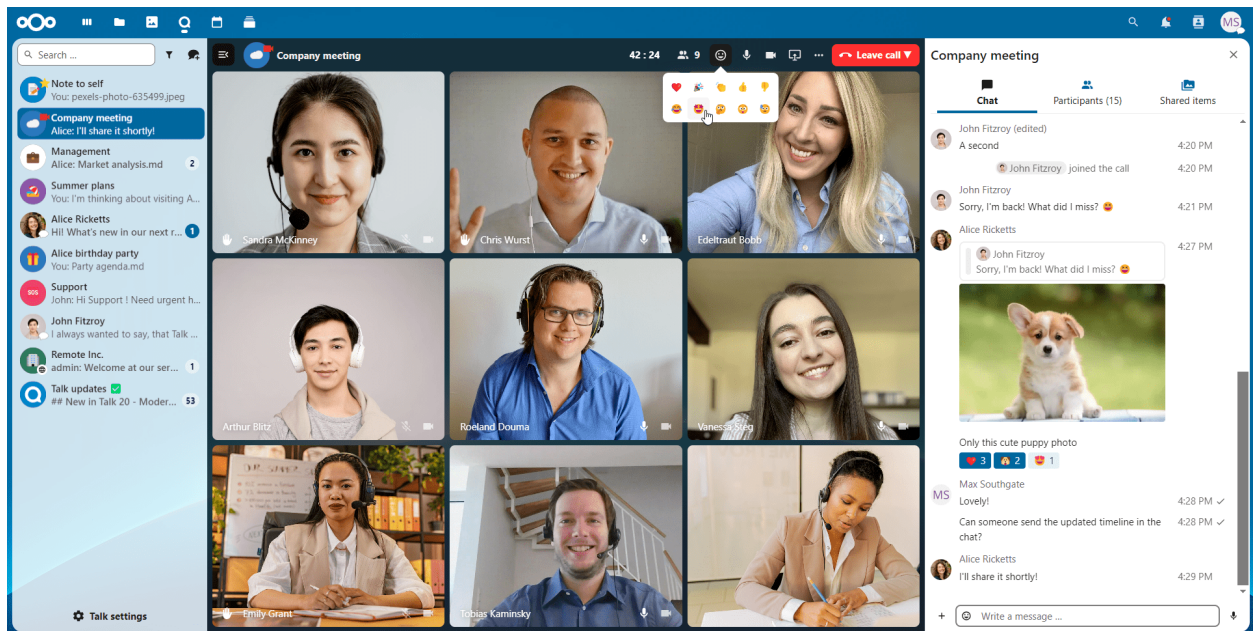 MS
Search ...
Note to self
You: pexels-photo-635499.jpeg
Company meeting
Alice: I'll share it shortly!
Management
Alice: Market analysis.md
2
Summer plans
You: I'm thinking about visiting A...
Alice Ricketts
Hi! What's new in our next r...
1
Alice birthday party
You: Party agenda.md
SOS
Support
John: Hi Support ! Need urgent h...
John Fitzroy
I always wanted to say, that Talk ...
Remote Inc.
admin: Welcome at our ser...
1
Talk updates ✅
## New in Talk 20 - Moder...
53
Talk settings
Company meeting
42 : 24
9
Leave call
Sandra McKinney
Chris Wurst
Edeltraut Bobb
Arthur Blitz
Roeland Douma
Vanessa Steg
Emily Grant
Tobias Kaminsky
Company meeting
Chat
Participants (15)
Shared items
John Fitzroy (edited)
A second
4:20 PM
John Fitzroy joined the call
4:20 PM
John Fitzroy
Sorry, I'm back! What did I miss? 😄
4:21 PM
Alice Ricketts
4:27 PM
John Fitzroy
Sorry, I'm back! What did I miss? 😄
Only this cute puppy photo
❤️ 3
2
😍 1
MS
Max Southgate
Lovely!
4:28 PM
Can someone send the updated timeline in the
chat?
4:28 PM
Alice Ricketts
I'll share it shortly!
4:29 PM
Write a message ...